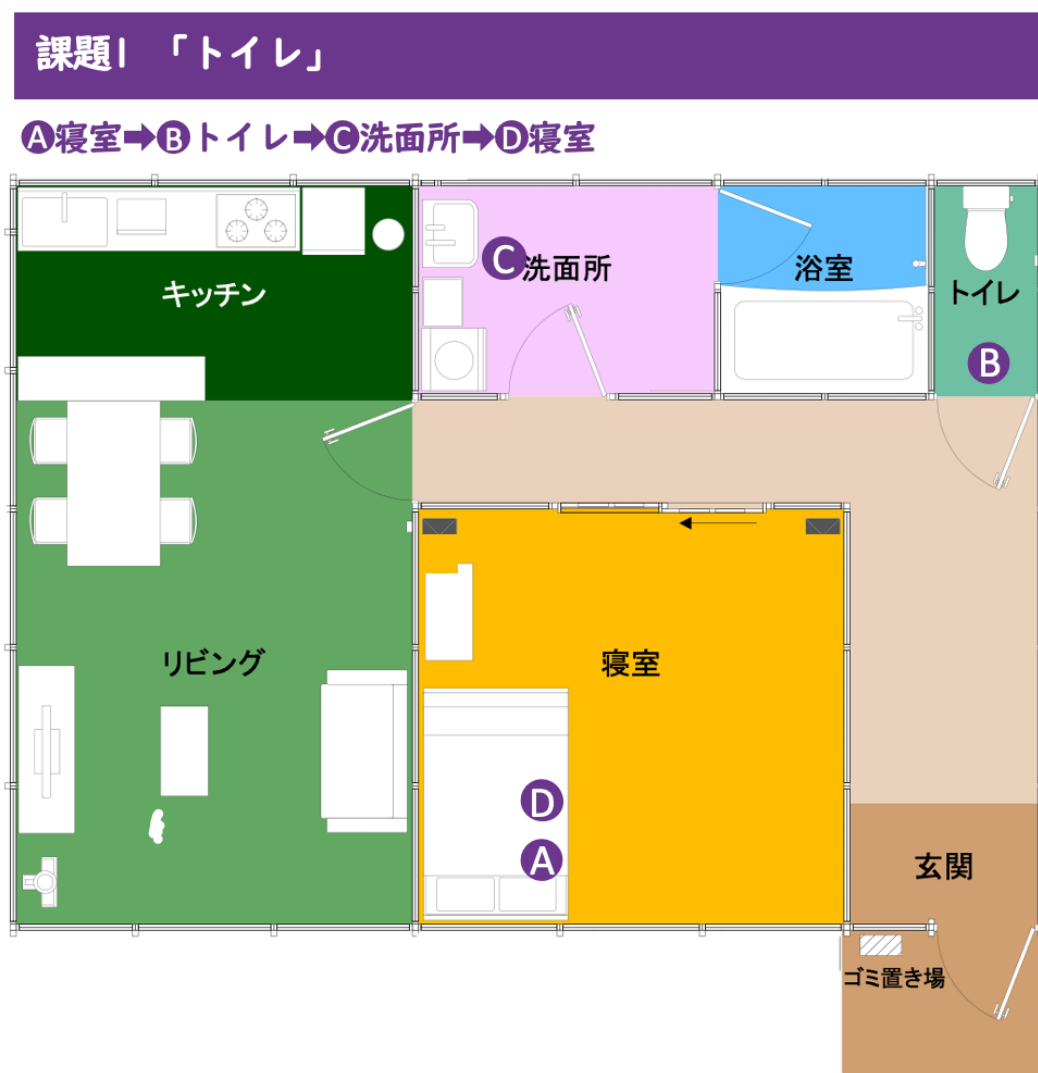 課題1 「トイレ」
A寝室➡Bトイレ➡C洗面所➡D寝室
キッチン
C
洗面所
浴室
トイレ
B
リビング
寝室
D
A
玄関
ゴミ置き場